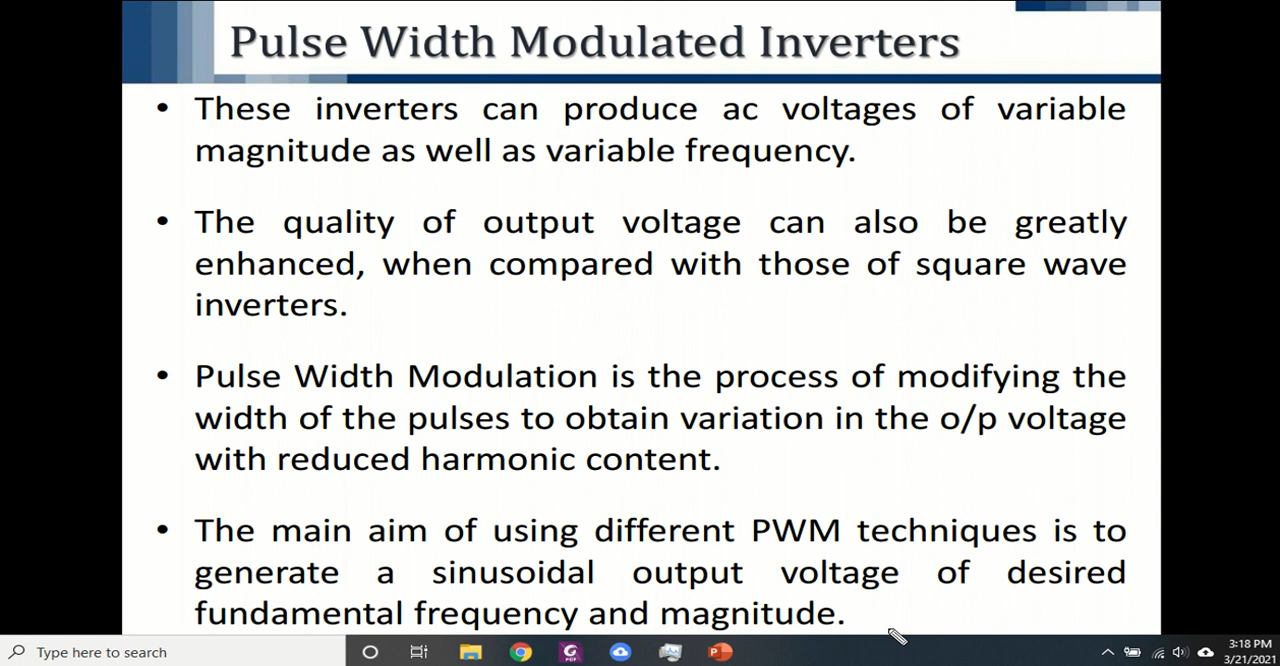 Pulse Width Modulated Inverters
• These inverters can produce ac voltages of variable
magnitude as well as variable frequency.
• The quality of output voltage can also be greatly
enhanced, when compared with those of square wave
inverters.
• Pulse Width Modulation is the process of modifying the
width of the pulses to obtain variation in the o/p voltage
with reduced harmonic content.
• The main aim of using different PWM techniques is to
generate a sinusoidal output voltage of desired
fundamental frequency and magnitude.
Type here to search
3:18 PM
3/21/2021